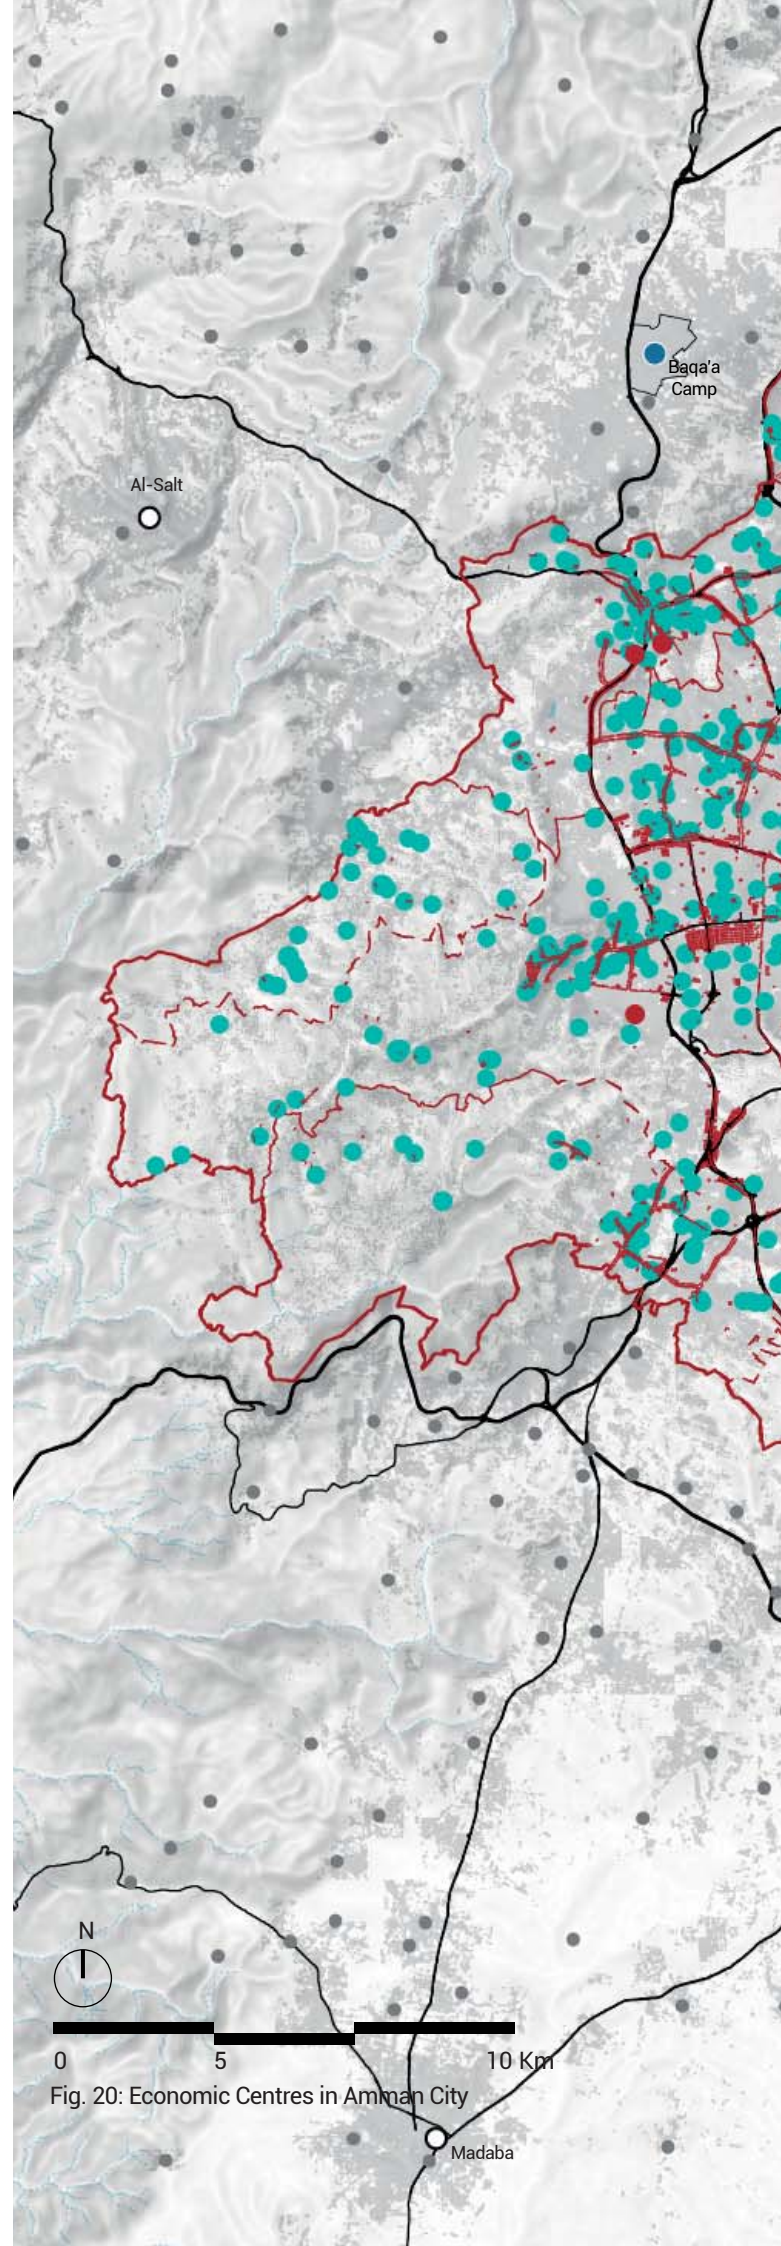 Baqa'a
Camp
Al-Salt
N
0 5 10 Km
Fig. 20: Economic Centres in Amman City
Madaba